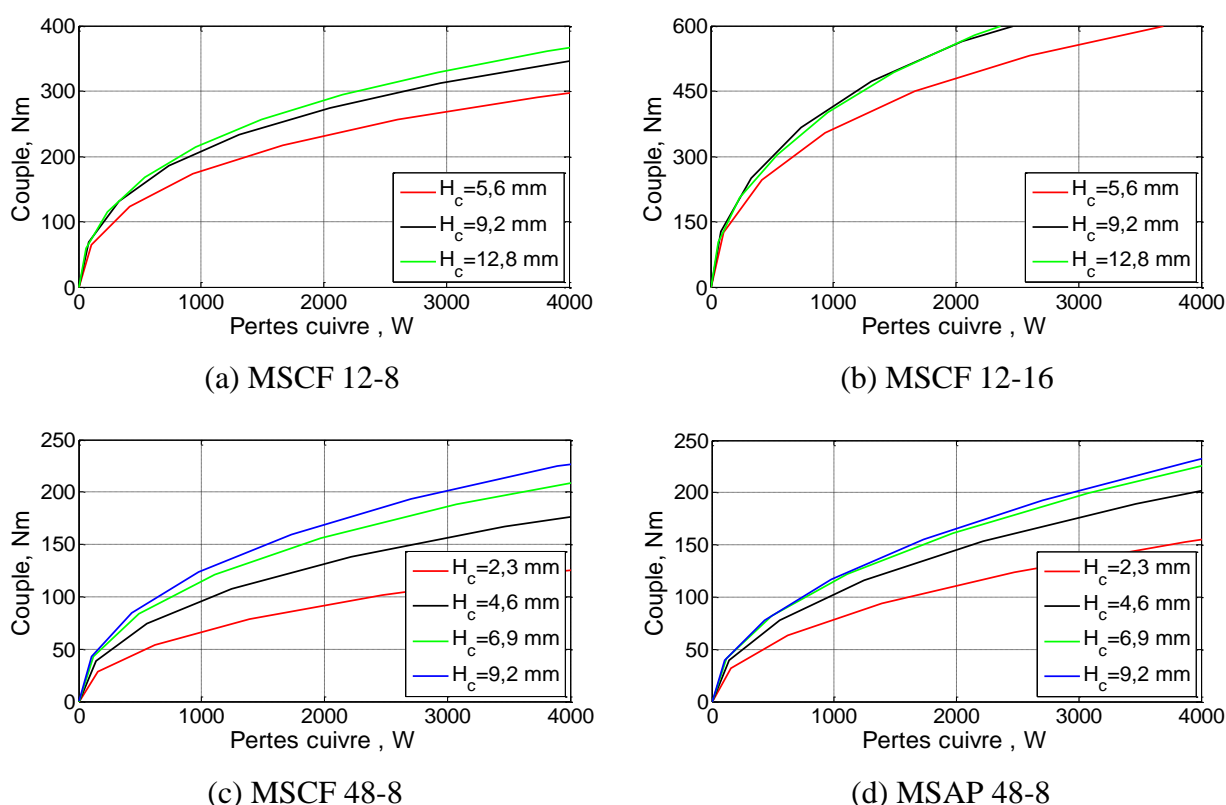 400
300
200
100
0
Couple, Nm
0 1000 2000 3000 4000
Pertes cuivre , W
H_c=5,6 mm
H_c=9,2 mm
H_c=12,8 mm
(a) MSCF 12-8
600
450
300
150
0
Couple, Nm
0 1000 2000 3000 4000
Pertes cuivre , W
H_c=5,6 mm
H_c=9,2 mm
H_c=12,8 mm
(b) MSCF 12-16
250
200
150
100
50
0
Couple, Nm
0 1000 2000 3000 4000
Pertes cuivre , W
H_c=2,3 mm
H_c=4,6 mm
H_c=6,9 mm
H_c=9,2 mm
(c) MSCF 48-8
250
200
150
100
50
0
Couple, Nm
0 1000 2000 3000 4000
Pertes cuivre , W
H_c=2,3 mm
H_c=4,6 mm
H_c=6,9 mm
H_c=9,2 mm
(d) MSAP 48-8